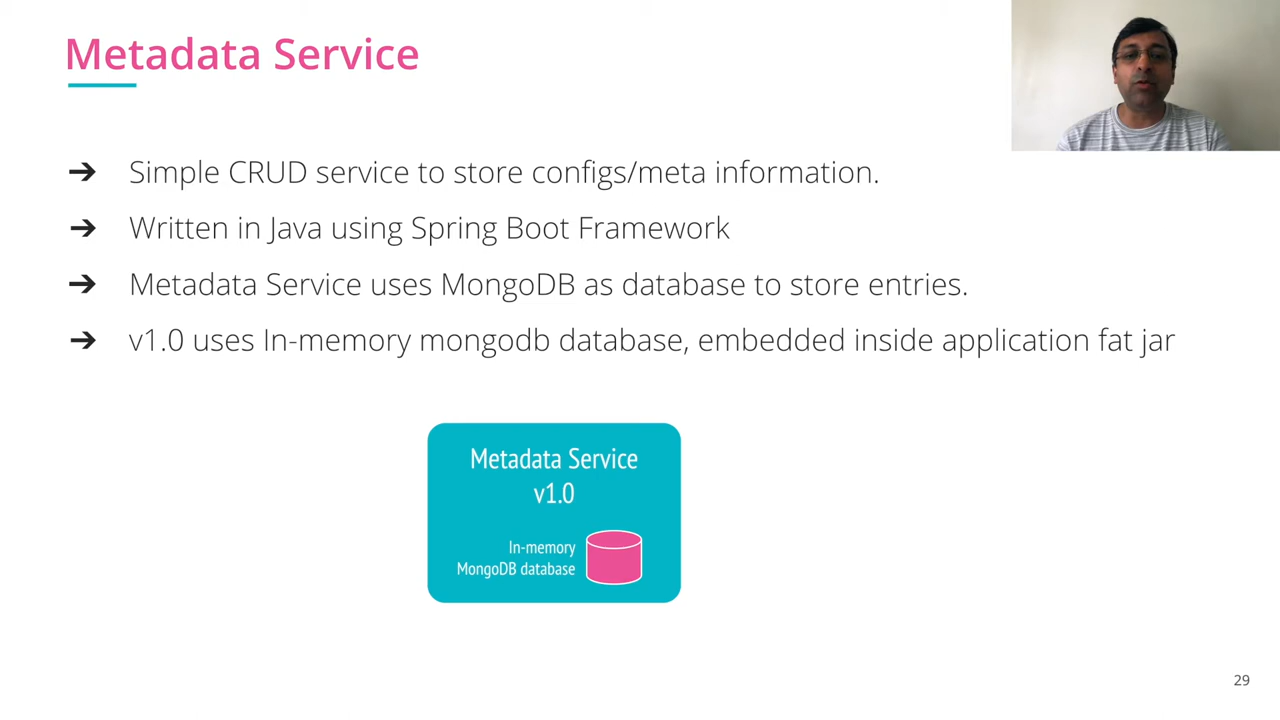 Metadata Service
➔ Simple CRUD service to store configs/meta information.
➔ Written in Java using Spring Boot Framework
➔ Metadata Service uses MongoDB as database to store entries.
➔ v1.0 uses In-memory mongodb database, embedded inside application fat jar
Metadata Service
v1.0
In-memory
MongoDB database
29